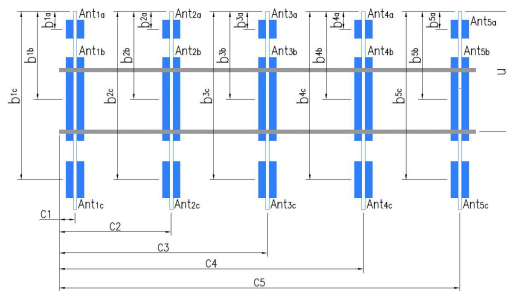 Ant1a
Ant2a
Ant3a
Ant4a
Ant5a
b1a
b2a
b3a
b4a
b5a
Ant1b
Ant2b
Ant3b
Ant4b
Ant5b
b1b
b2b
b3b
b4b
b5b
b1c
b2c
b3c
b4c
b5c
n
Ant1c
Ant2c
Ant3c
Ant4c
Ant5c
C1
C2
C3
C4
C5